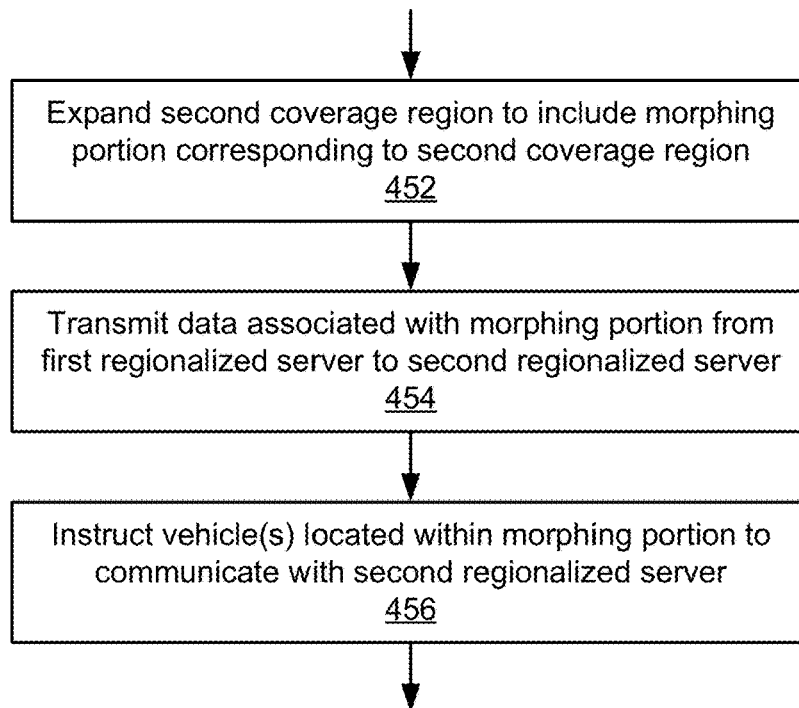 Expand second coverage region to include morphing
portion corresponding to second coverage region
452
Transmit data associated with morphing portion from
first regionalized server to second regionalized server
454
Instruct vehicle(s) located within morphing portion to
communicate with second regionalized server
456